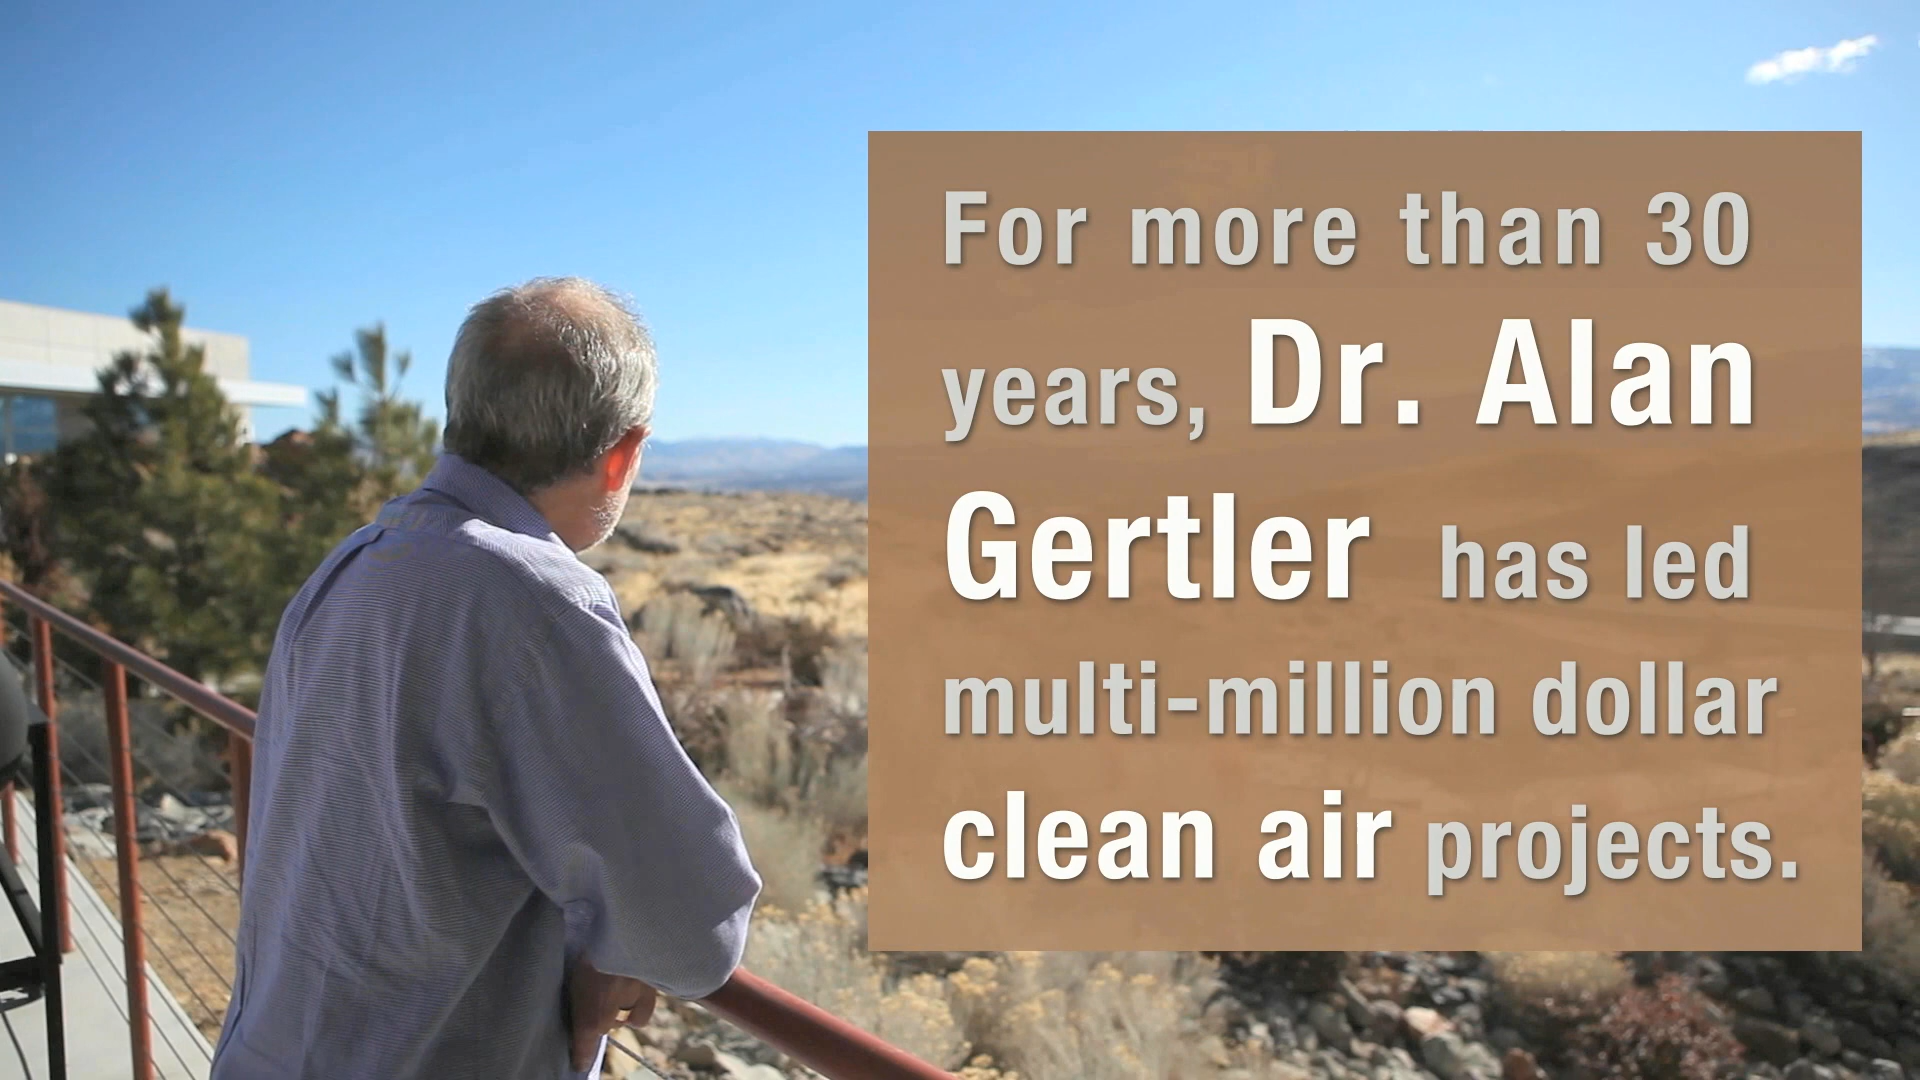 For more than 30
years, Dr. Alan
Gertler has led
multi-million dollar
clean air projects.